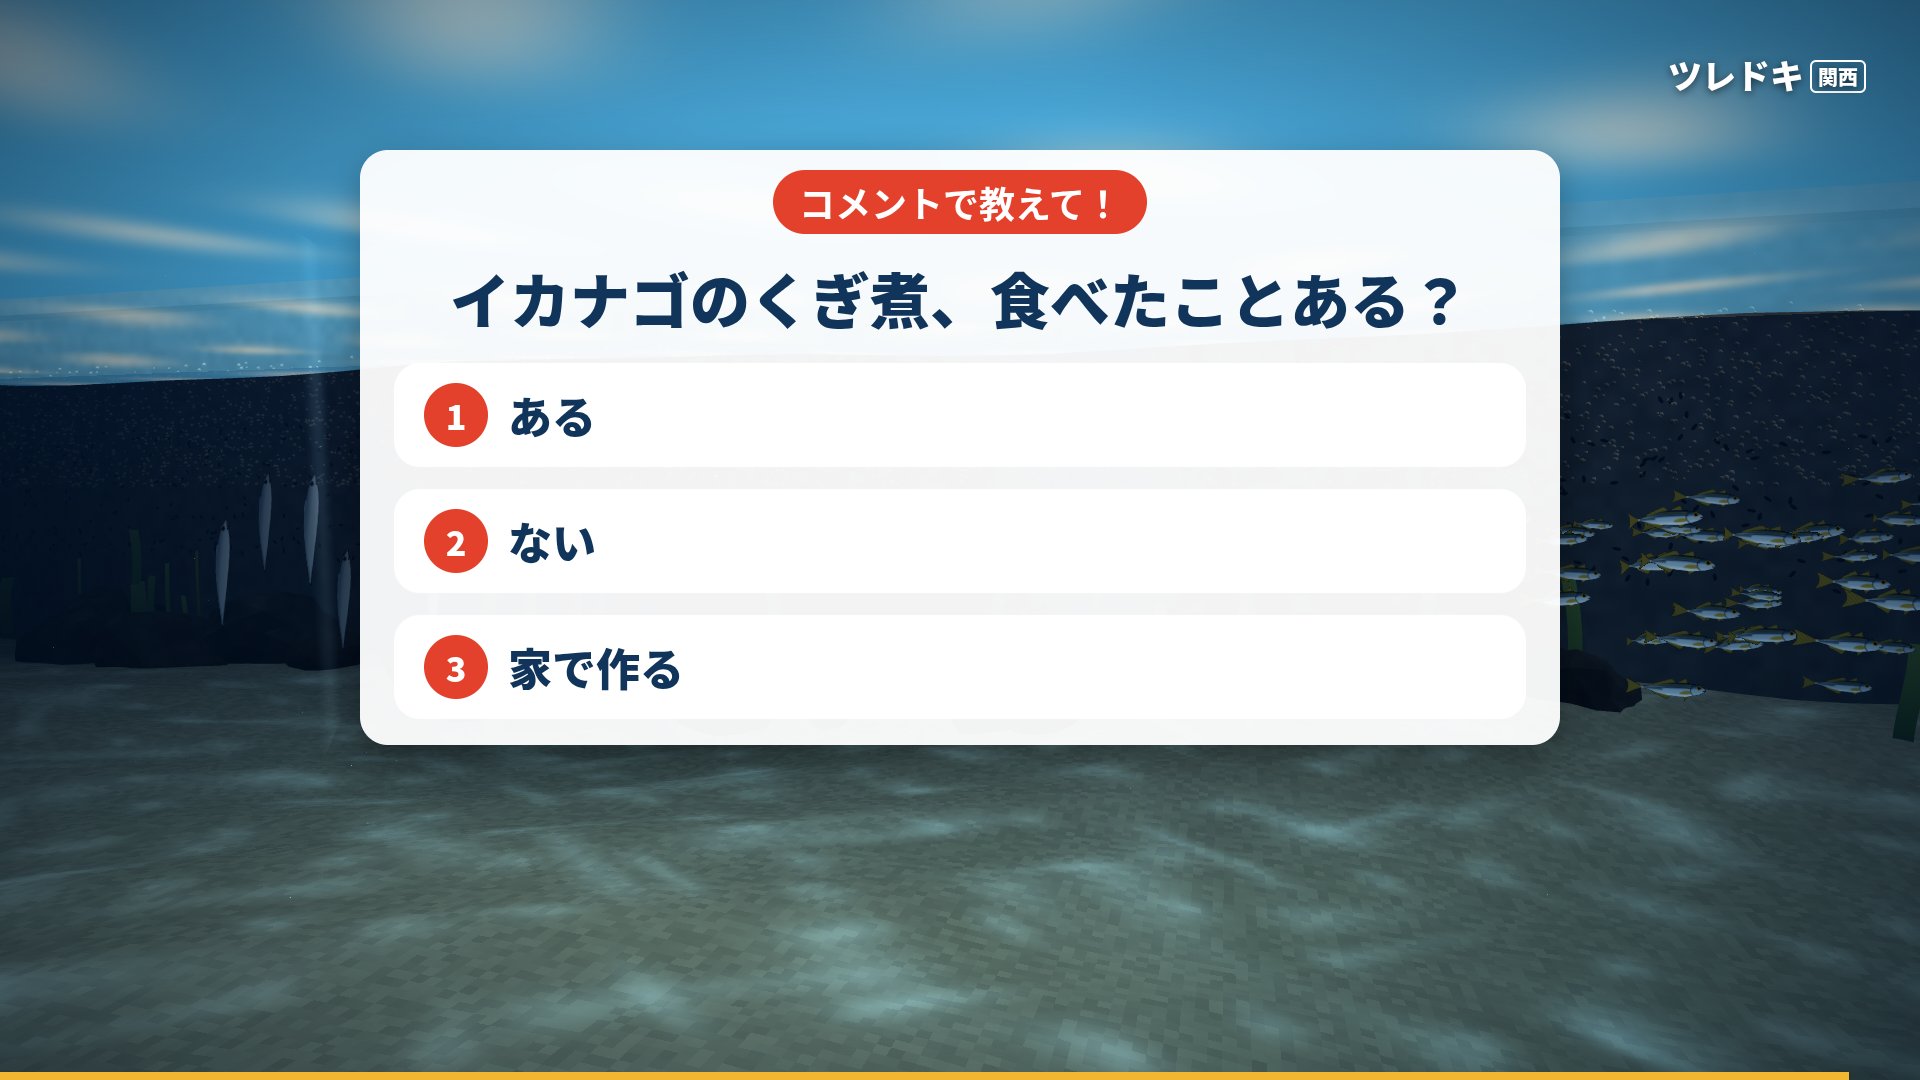 ツレドキ 関西
コメントで教えて！
イカナゴのくぎ煮、食べたことある？
1 ある
2 ない
3 家で作る